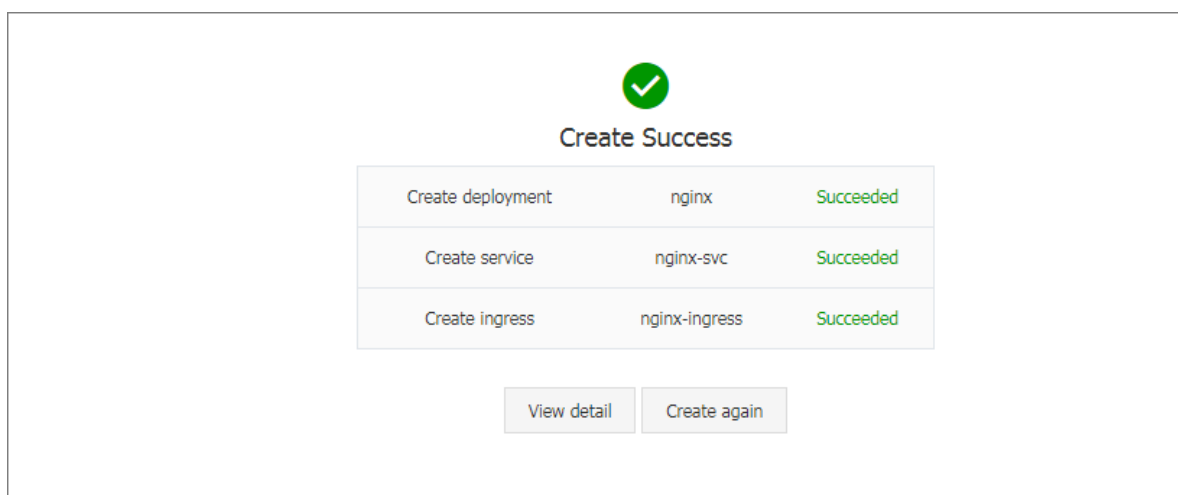 Create Success
Create deployment nginx Succeeded
Create service nginx-svc Succeeded
Create ingress nginx-ingress Succeeded
View detail Create again